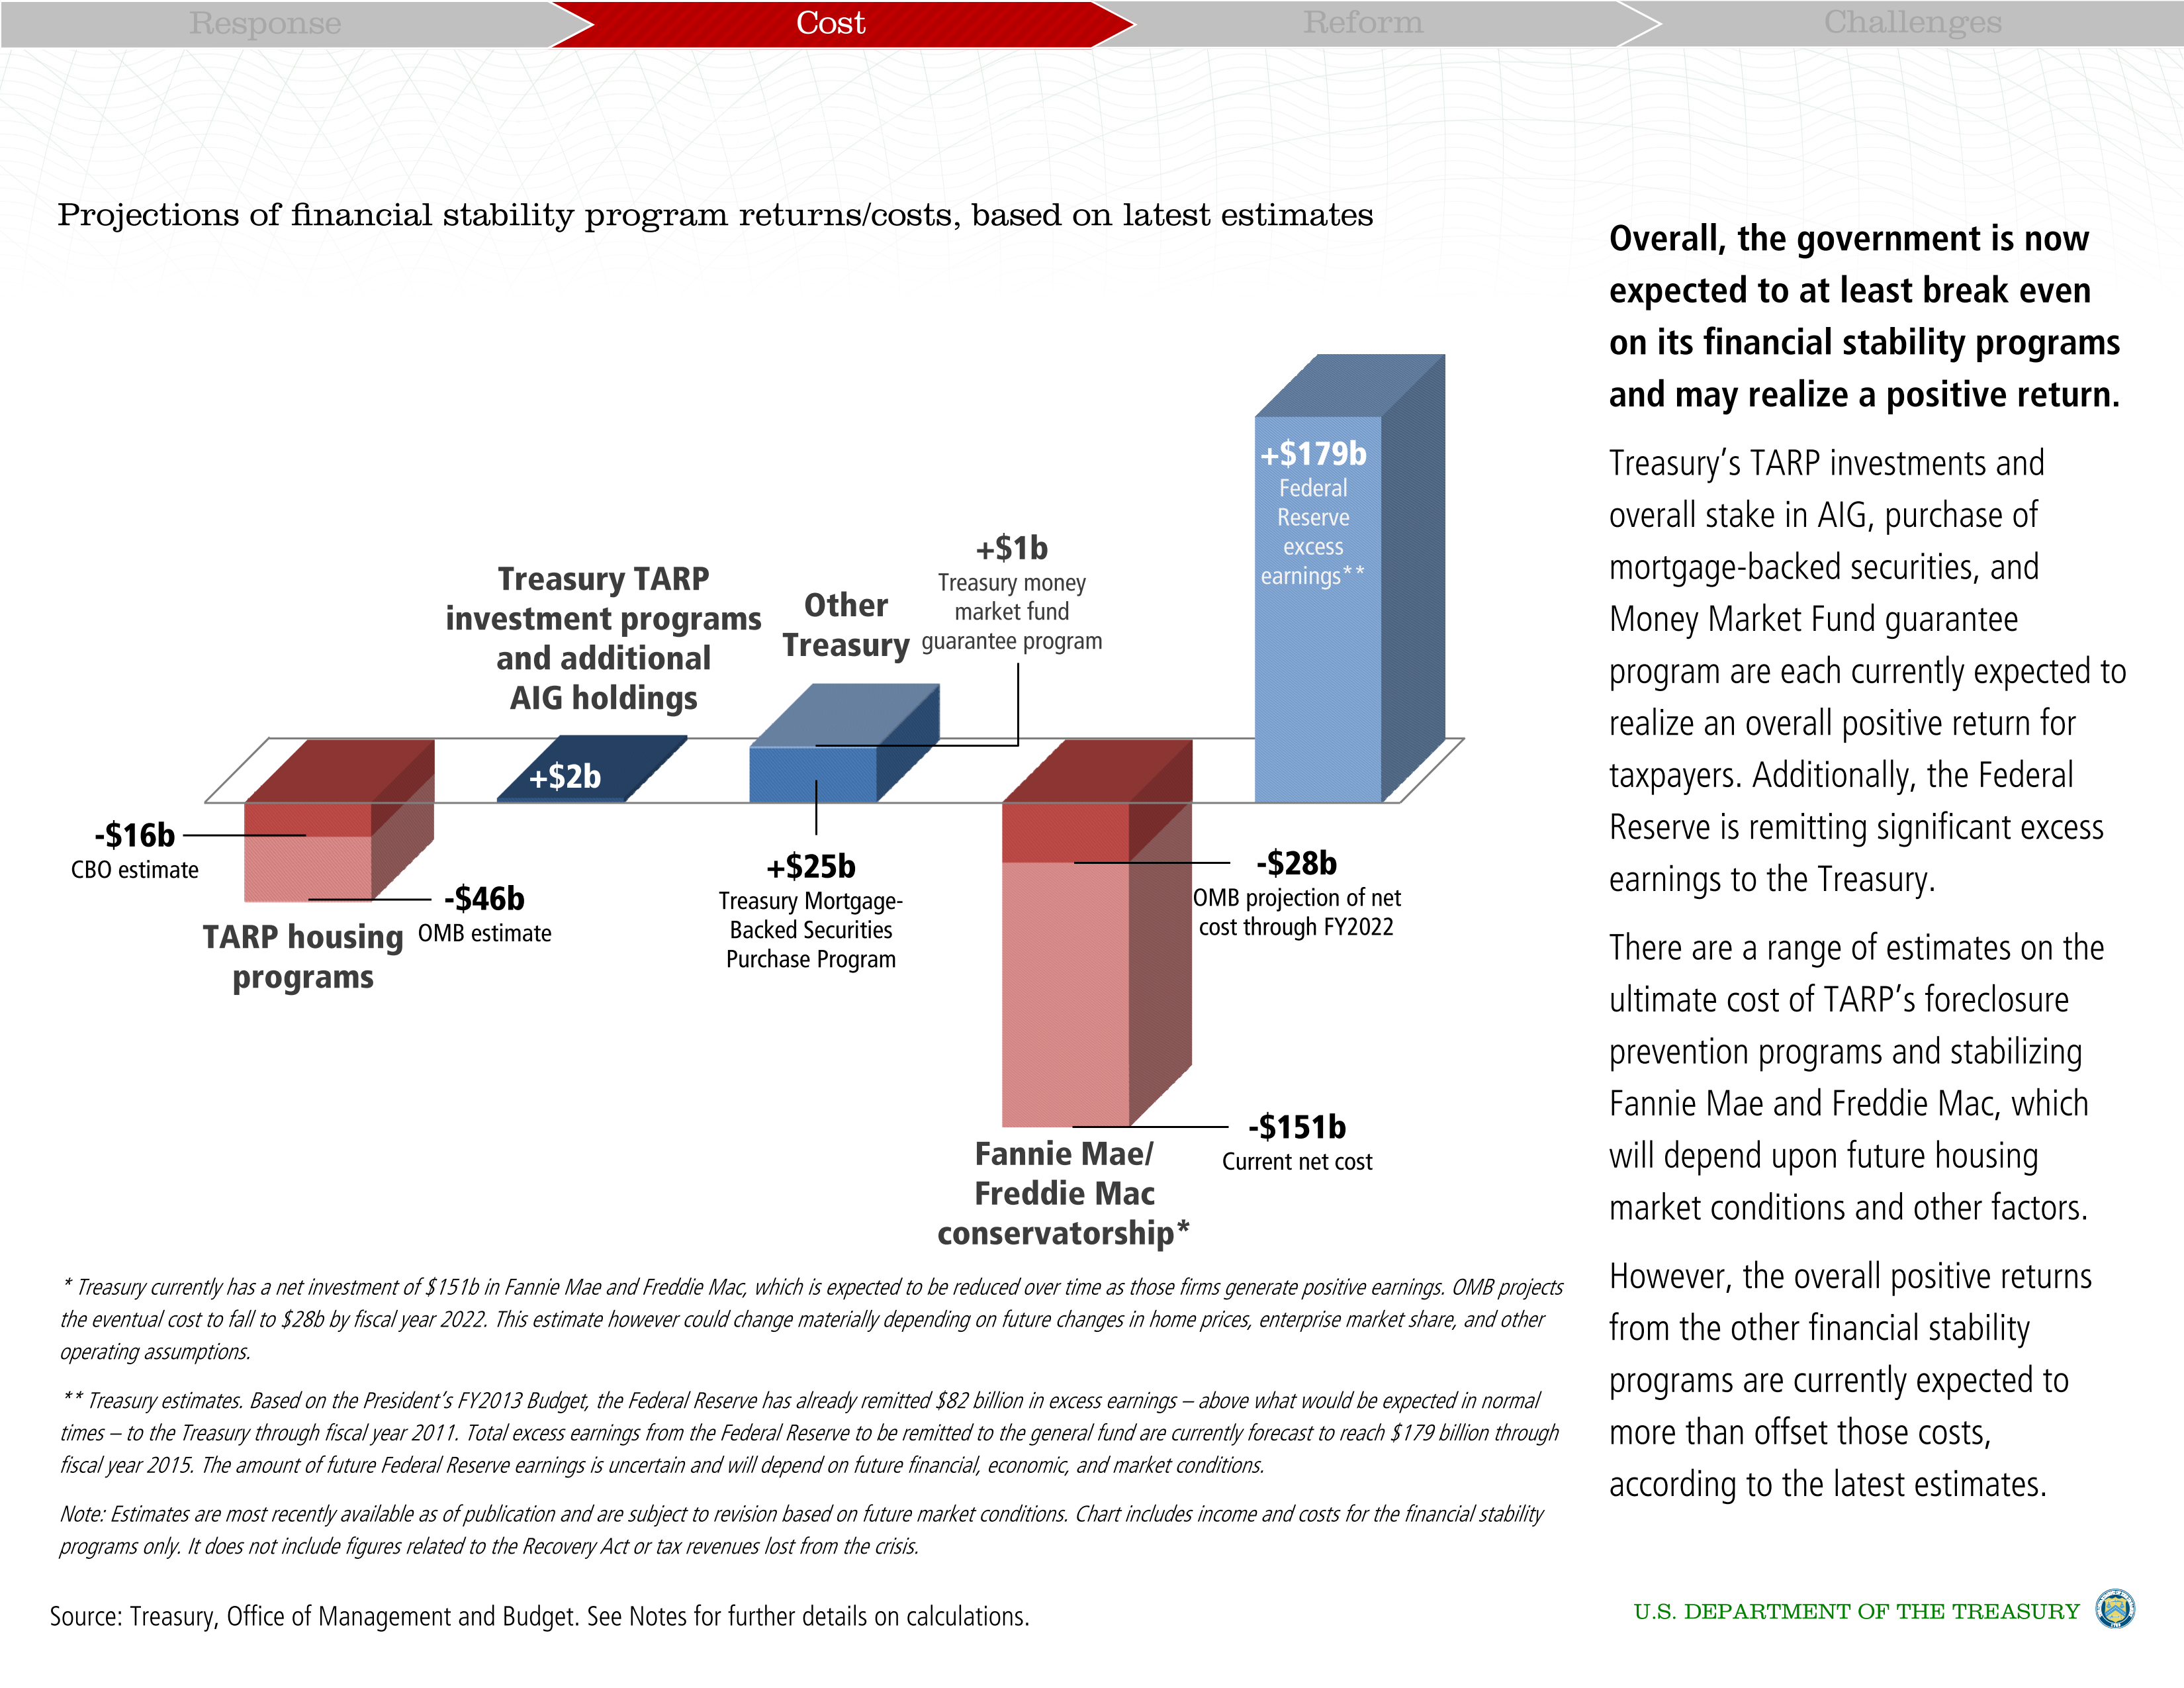 Response
Cost
Reform
Challenges
Projections of financial stability program returns/costs, based on latest estimates
Treasury TARP
investment programs
and additional
AIG holdings
Other
Treasury
+$1b
Treasury money
market fund
guarantee program
+$179b
Federal
Reserve
excess
earnings**
+$2b
-$16b
CBO estimate
-$46b
OMB estimate
TARP housing
programs
+$25b
Treasury Mortgage-
Backed Securities
Purchase Program
-$28b
OMB projection of net
cost through FY2022
-$151b
Current net cost
Fannie Mae/
Freddie Mac
conservatorship*
* Treasury currently has a net investment of $151b in Fannie Mae and Freddie Mac, which is expected to be reduced over time as those firms generate positive earnings. OMB projects
the eventual cost to fall to $28b by fiscal year 2022. This estimate however could change materially depending on future changes in home prices, enterprise market share, and other
operating assumptions.
** Treasury estimates. Based on the President's FY2013 Budget, the Federal Reserve has already remitted $82 billion in excess earnings – above what would be expected in normal
times – to the Treasury through fiscal year 2011. Total excess earnings from the Federal Reserve to be remitted to the general fund are currently forecast to reach $179 billion through
fiscal year 2015. The amount of future Federal Reserve earnings is uncertain and will depend on future financial, economic, and market conditions.
Note: Estimates are most recently available as of publication and are subject to revision based on future market conditions. Chart includes income and costs for the financial stability
programs only. It does not include figures related to the Recovery Act or tax revenues lost from the crisis.
Overall, the government is now
expected to at least break even
on its financial stability programs
and may realize a positive return.
Treasury's TARP investments and
overall stake in AIG, purchase of
mortgage-backed securities, and
Money Market Fund guarantee
program are each currently expected to
realize an overall positive return for
taxpayers. Additionally, the Federal
Reserve is remitting significant excess
earnings to the Treasury.
There are a range of estimates on the
ultimate cost of TARP's foreclosure
prevention programs and stabilizing
Fannie Mae and Freddie Mac, which
will depend upon future housing
market conditions and other factors.
However, the overall positive returns
from the other financial stability
programs are currently expected to
more than offset those costs,
according to the latest estimates.
Source: Treasury, Office of Management and Budget. See Notes for further details on calculations.
U.S. DEPARTMENT OF THE TREASURY